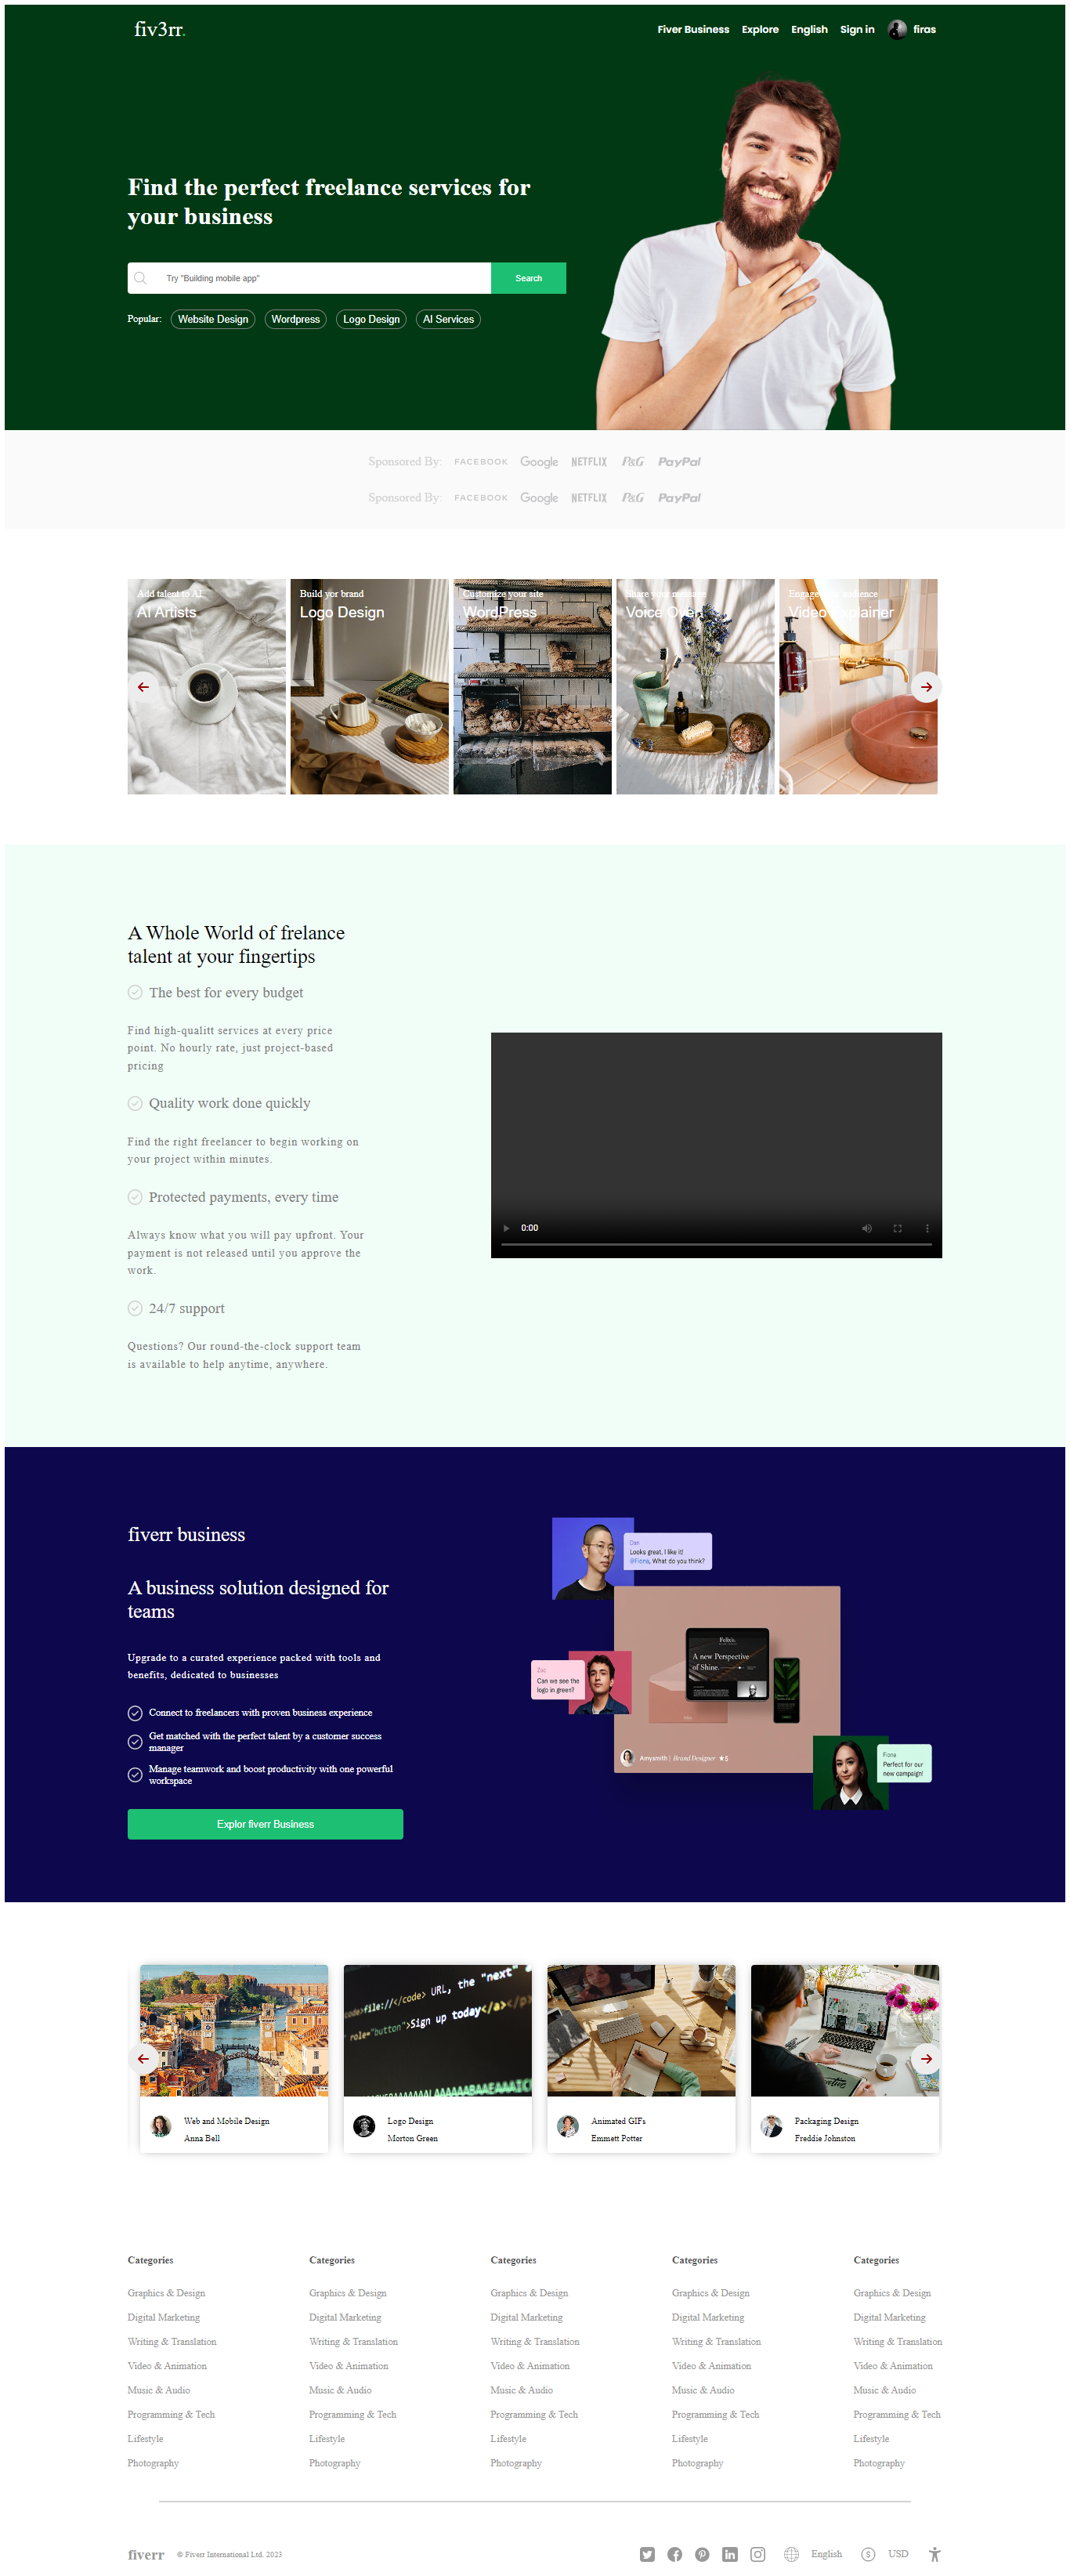 fiv3rr.
Fiver Business Explore English Sign in firas
Find the perfect freelance services for
your business
Try "Building mobile app"
Search
Popular: Website Design Wordpress Logo Design AI Services
Sponsored By: FACEBOOK Google NETFLIX P&G PayPal
Sponsored By: FACEBOOK Google NETFLIX P&G PayPal
Add talent to AI
AI Artists
Build yor brand
Logo Design
Customize your site
WordPress
Share your message
Voice Over
Engage your audience
Video Explainer
A Whole World of frelance
talent at your fingertips
The best for every budget
Find high-qualitt services at every price
point. No hourly rate, just project-based
pricing
Quality work done quickly
Find the right freelancer to begin working on
your project within minutes.
Protected payments, every time
Always know what you will pay upfront. Your
payment is not released until you approve the
work.
24/7 support
Questions? Our round-the-clock support team
is available to help anytime, anywhere.
0:00
fiverr business
A business solution designed for
teams
Upgrade to a curated experience packed with tools and
benefits, dedicated to businesses
Connect to freelancers with proven business experience
Get matched with the perfect talent by a customer success
manager
Manage teamwork and boost productivity with one powerful
workspace
Explor fiverr Business
Dan
Looks great, I like it!
@Fiona, What do you think?
Zac
Can we see the
logo in green?
Felto's.
A new Perspective
of Shine.
Amyamith | Brand Designer ★5
Fiona
Perfect for our
new campaign!
file://</code> URL, the "next"
role="button">Sign up today</a></p>
Web and Mobile Design
Anna Bell
Logo Design
Morton Green
Animated GIFs
Emmett Potter
Packaging Design
Freddie Johnston
Categories
Graphics & Design
Digital Marketing
Writing & Translation
Video & Animation
Music & Audio
Programming & Tech
Lifestyle
Photography
Categories
Graphics & Design
Digital Marketing
Writing & Translation
Video & Animation
Music & Audio
Programming & Tech
Lifestyle
Photography
Categories
Graphics & Design
Digital Marketing
Writing & Translation
Video & Animation
Music & Audio
Programming & Tech
Lifestyle
Photography
Categories
Graphics & Design
Digital Marketing
Writing & Translation
Video & Animation
Music & Audio
Programming & Tech
Lifestyle
Photography
Categories
Graphics & Design
Digital Marketing
Writing & Translation
Video & Animation
Music & Audio
Programming & Tech
Lifestyle
Photography
fiverr © Fiverr International Ltd. 2023
English USD